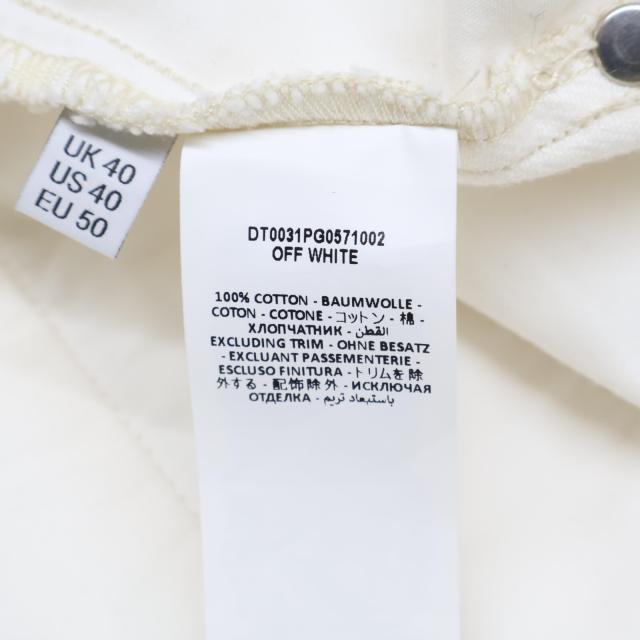 UK 40
US 40
EU 50
DT0031PG0571002
OFF WHITE
100% COTTON - BAUMWOLLE -
COTON - COTONE - コットン - 棉 -
ХЛОПЧАТНИК - القطن
EXCLUDING TRIM - OHNE BESATZ
- EXCLUANT PASSEMENTERIE -
ESCLUSO FINITURA - トリムを除
外する - 配饰除外 - ИСКЛЮЧАЯ
ОТДЕЛКА - باستبعاد تريم